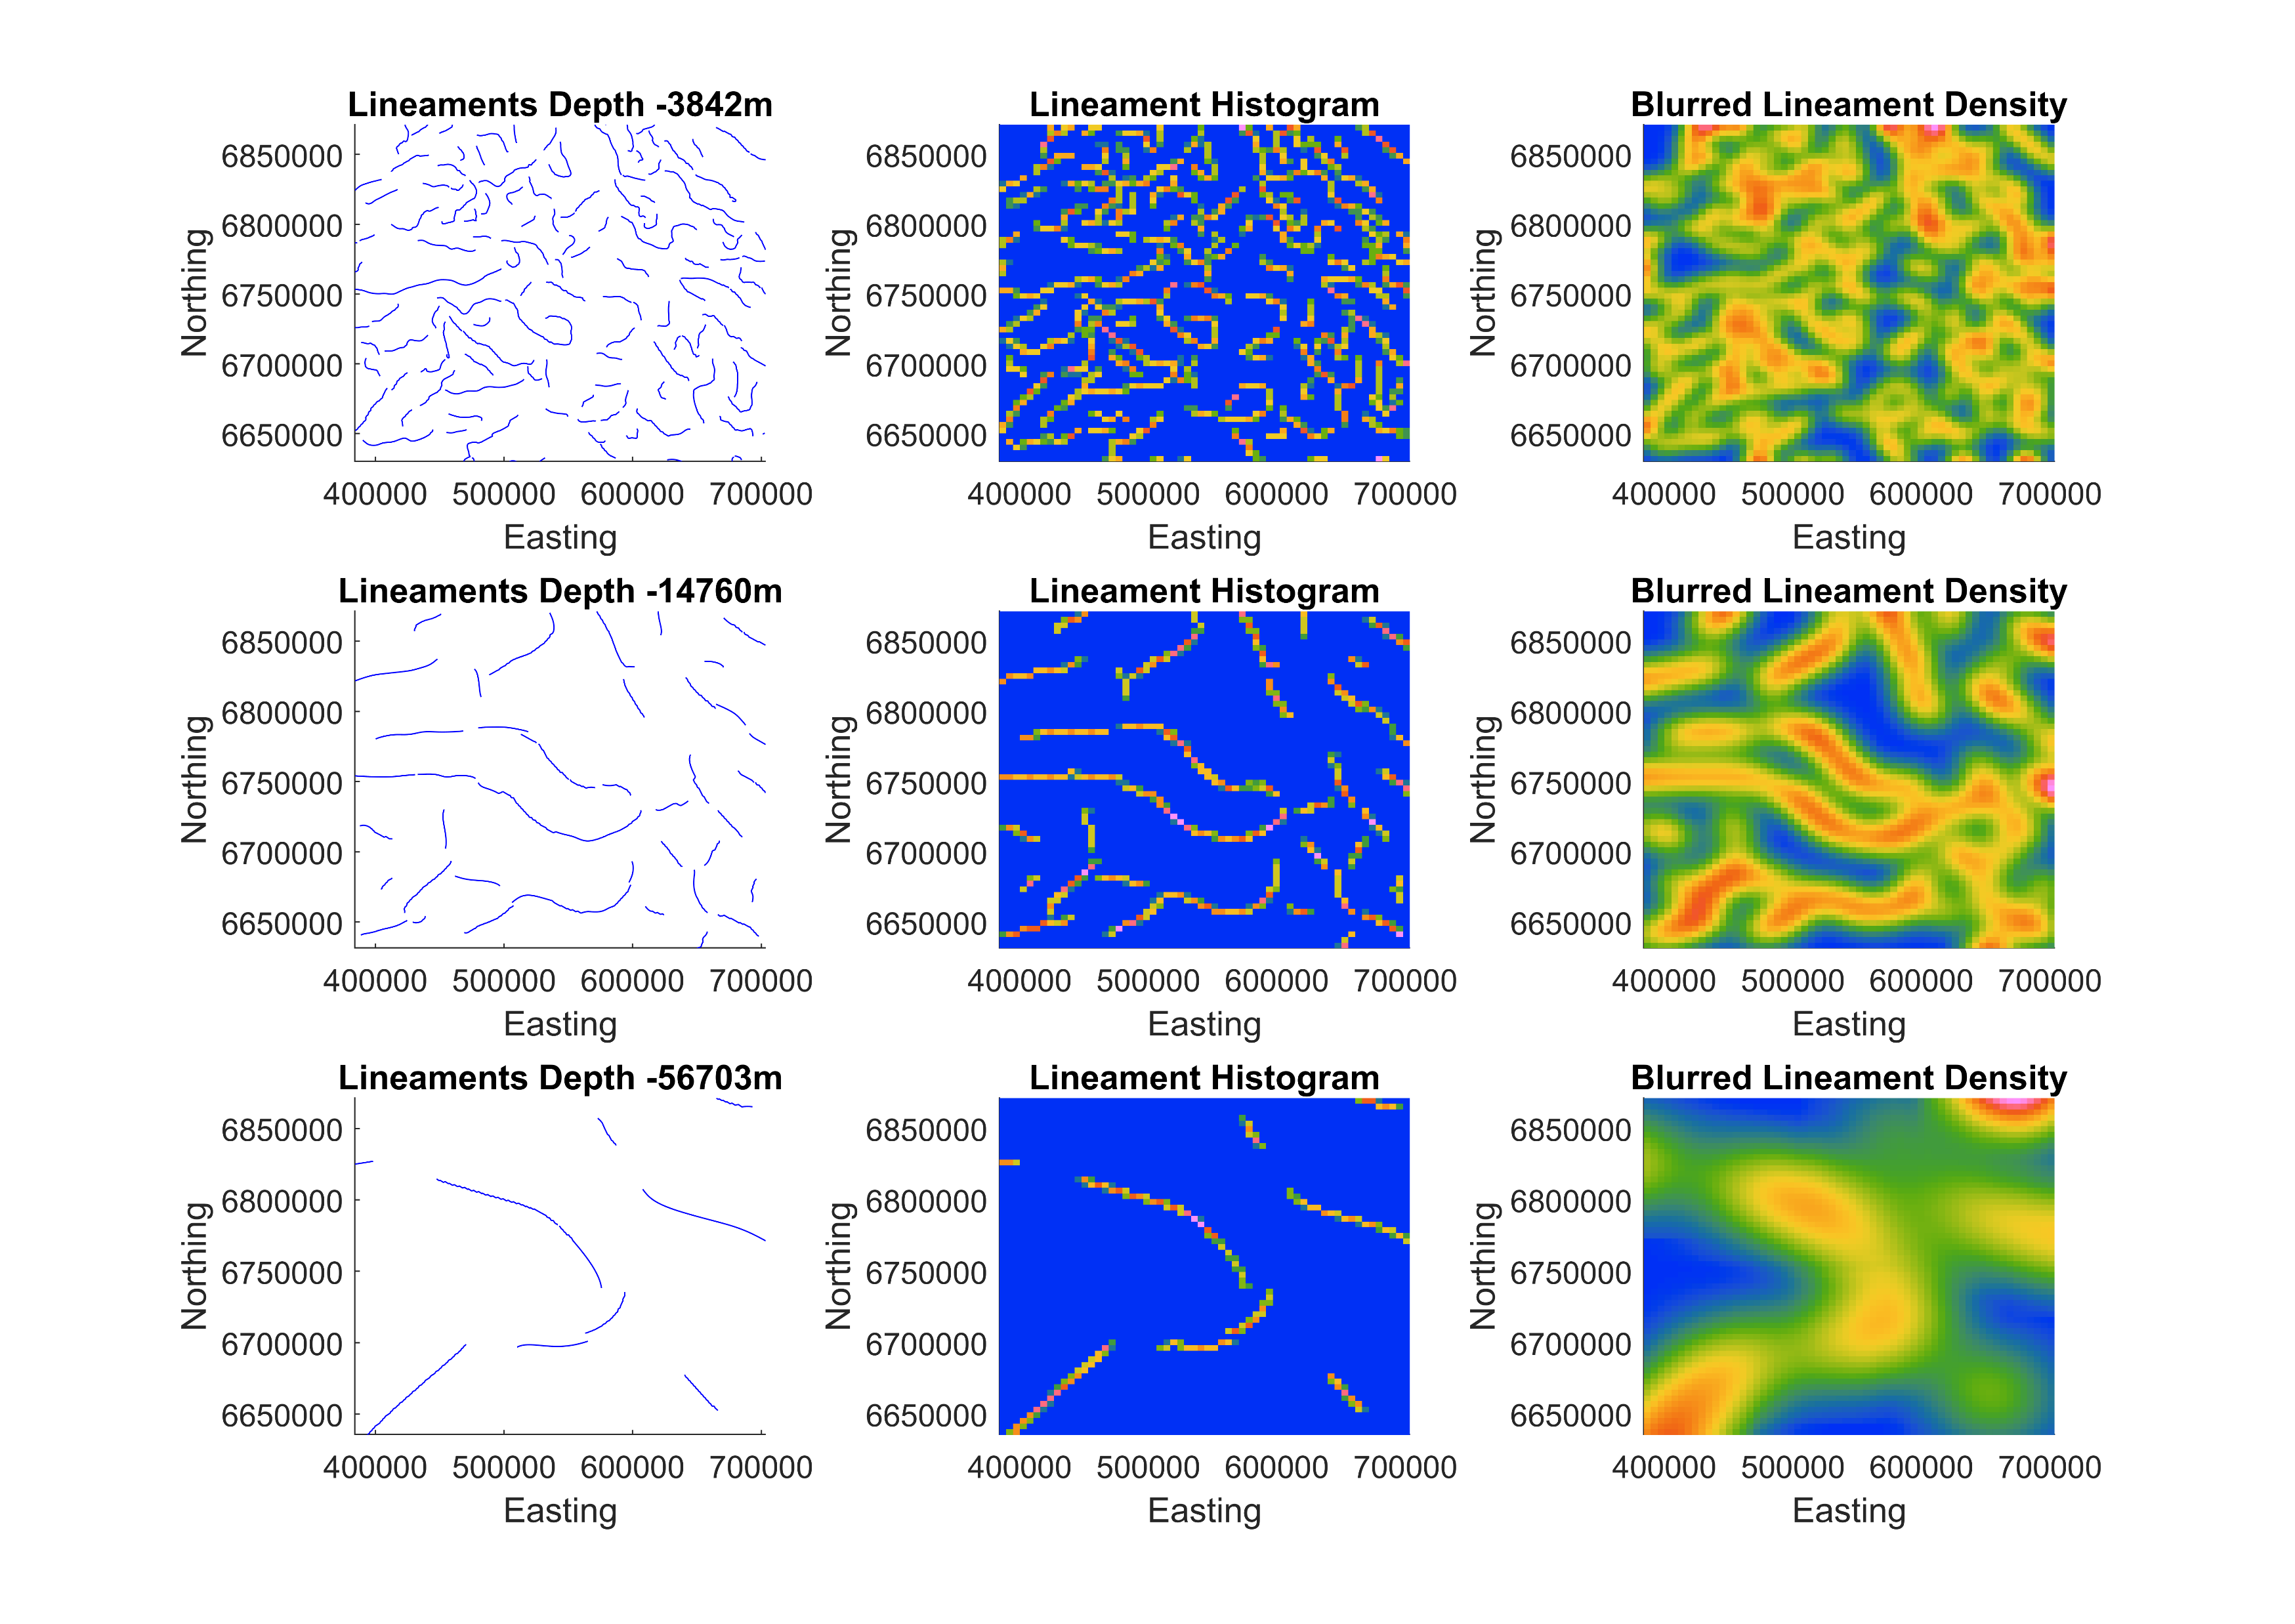 Lineaments Depth -3842m
Lineament Histogram
Blurred Lineament Density
6850000
6800000
6750000
6700000
6650000
Northing
400000 500000 600000 700000
Easting
6850000
6800000
6750000
6700000
6650000
Northing
400000 500000 600000 700000
Easting
6850000
6800000
6750000
6700000
6650000
Northing
400000 500000 600000 700000
Easting
Lineaments Depth -14760m
Lineament Histogram
Blurred Lineament Density
6850000
6800000
6750000
6700000
6650000
Northing
400000 500000 600000 700000
Easting
6850000
6800000
6750000
6700000
6650000
Northing
400000 500000 600000 700000
Easting
6850000
6800000
6750000
6700000
6650000
Northing
400000 500000 600000 700000
Easting
Lineaments Depth -56703m
Lineament Histogram
Blurred Lineament Density
6850000
6800000
6750000
6700000
6650000
Northing
400000 500000 600000 700000
Easting
6850000
6800000
6750000
6700000
6650000
Northing
400000 500000 600000 700000
Easting
6850000
6800000
6750000
6700000
6650000
Northing
400000 500000 600000 700000
Easting